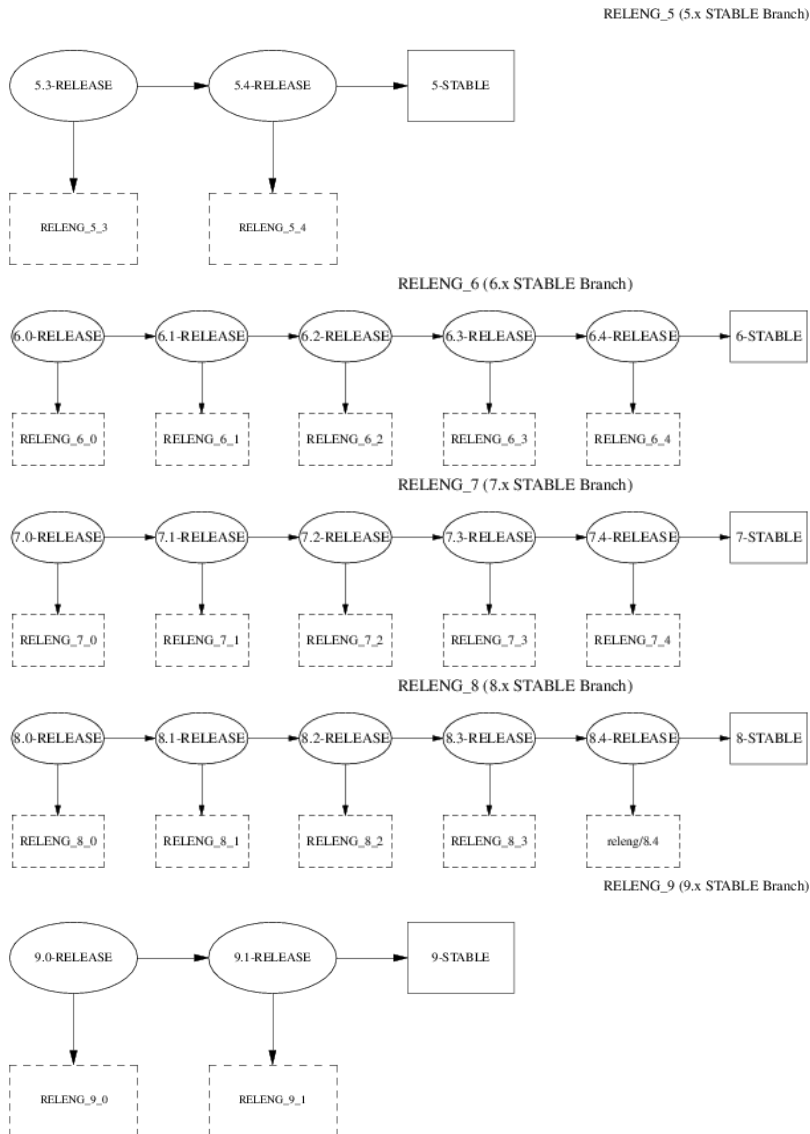 RELENG_5 (5.x STABLE Branch)
5.3-RELEASE
5.4-RELEASE
5-STABLE
RELENG_5_3
RELENG_5_4
RELENG_6 (6.x STABLE Branch)
6.0-RELEASE
6.1-RELEASE
6.2-RELEASE
6.3-RELEASE
6.4-RELEASE
6-STABLE
RELENG_6_0
RELENG_6_1
RELENG_6_2
RELENG_6_3
RELENG_6_4
RELENG_7 (7.x STABLE Branch)
7.0-RELEASE
7.1-RELEASE
7.2-RELEASE
7.3-RELEASE
7.4-RELEASE
7-STABLE
RELENG_7_0
RELENG_7_1
RELENG_7_2
RELENG_7_3
RELENG_7_4
RELENG_8 (8.x STABLE Branch)
8.0-RELEASE
8.1-RELEASE
8.2-RELEASE
8.3-RELEASE
8.4-RELEASE
8-STABLE
RELENG_8_0
RELENG_8_1
RELENG_8_2
RELENG_8_3
releng/8.4
RELENG_9 (9.x STABLE Branch)
9.0-RELEASE
9.1-RELEASE
9-STABLE
RELENG_9_0
RELENG_9_1